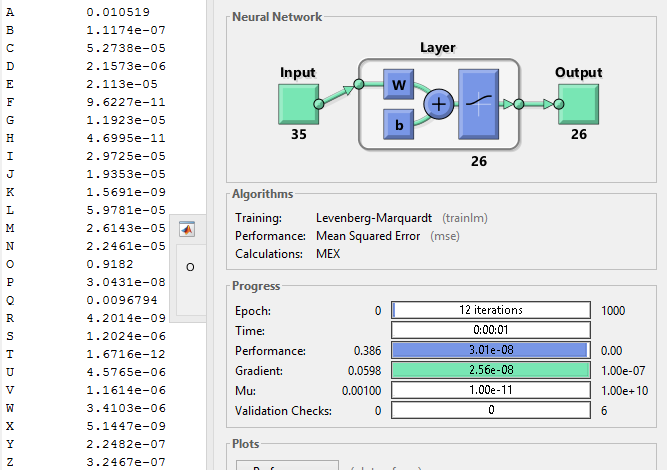 A 0.010519
B 1.1174e-07
C 5.2738e-05
D 2.1573e-06
E 2.113e-05
F 9.6227e-11
G 1.1923e-05
H 4.6995e-11
I 2.9725e-05
J 1.9353e-05
K 1.5691e-09
L 5.9781e-05
M 2.6143e-05
N 2.2461e-05
O 0.9182
P 3.0431e-08
Q 0.0096794
R 4.2014e-09
S 1.2024e-06
T 1.6716e-12
U 4.5765e-06
V 1.1614e-06
W 3.4103e-06
X 5.1447e-09
Y 2.2482e-07
Z 3.2467e-07
O
Neural Network
Layer
Input
Output
W
b
35
26
26
Algorithms
Training: Levenberg-Marquardt (trainlm)
Performance: Mean Squared Error (mse)
Calculations: MEX
Progress
Epoch: 0 12 iterations 1000
Time: 0:00:01
Performance: 0.386 3.01e-08 0.00
Gradient: 0.0598 2.56e-08 1.00e-07
Mu: 0.00100 1.00e-11 1.00e+10
Validation Checks: 0 0 6
Plots